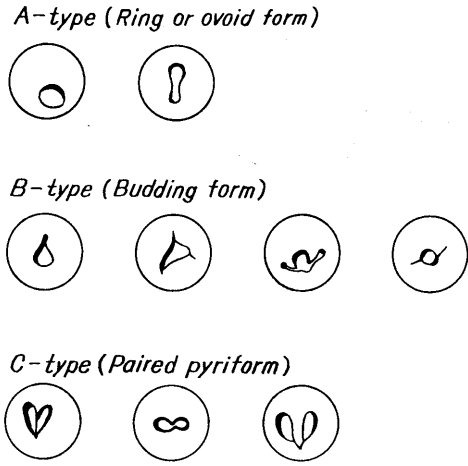 A-type (Ring or ovoid form)
B-type (Budding form)
C-type (Paired pyriform)